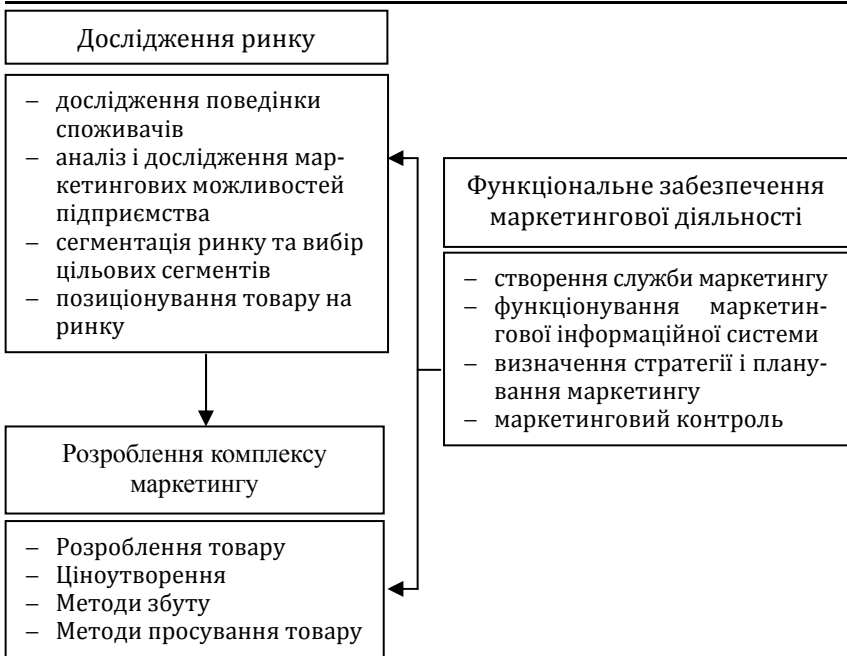 Дослідження ринку
– дослідження поведінки
споживачів
– аналіз і дослідження мар-
кетингових можливостей
підприємства
– сегментація ринку та вибір
цільових сегментів
– позиціонування товару на
ринку
Розроблення комплексу
маркетингу
– Розроблення товару
– Ціноутворення
– Методи збуту
– Методи просування товару
Функціональне забезпечення
маркетингової діяльності
– створення служби маркетингу
– функціонування маркетин-
гової інформаційної системи
– визначення стратегії і плану-
вання маркетингу
– маркетинговий контроль